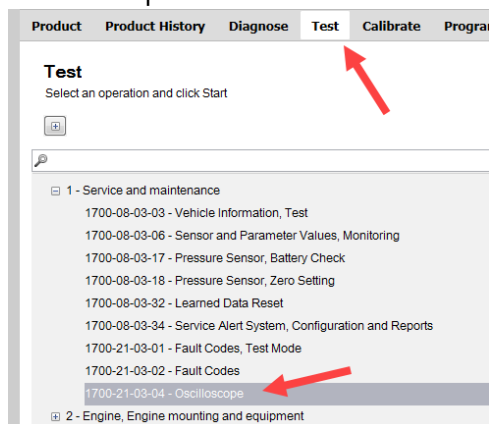 Product Product History Diagnose Test Calibrate
Test
Select an operation and click Start
1 - Service and maintenance
1700-08-03-03 - Vehicle Information, Test
1700-08-03-06 - Sensor and Parameter Values, Monitoring
1700-08-03-17 - Pressure Sensor, Battery Check
1700-08-03-18 - Pressure Sensor, Zero Setting
1700-08-03-32 - Learned Data Reset
1700-08-03-34 - Service Alert System, Configuration and Reports
1700-21-03-01 - Fault Codes, Test Mode
1700-21-03-02 - Fault Codes
1700-21-03-04 - Oscilloscope
2 - Engine, Engine mounting and equipment